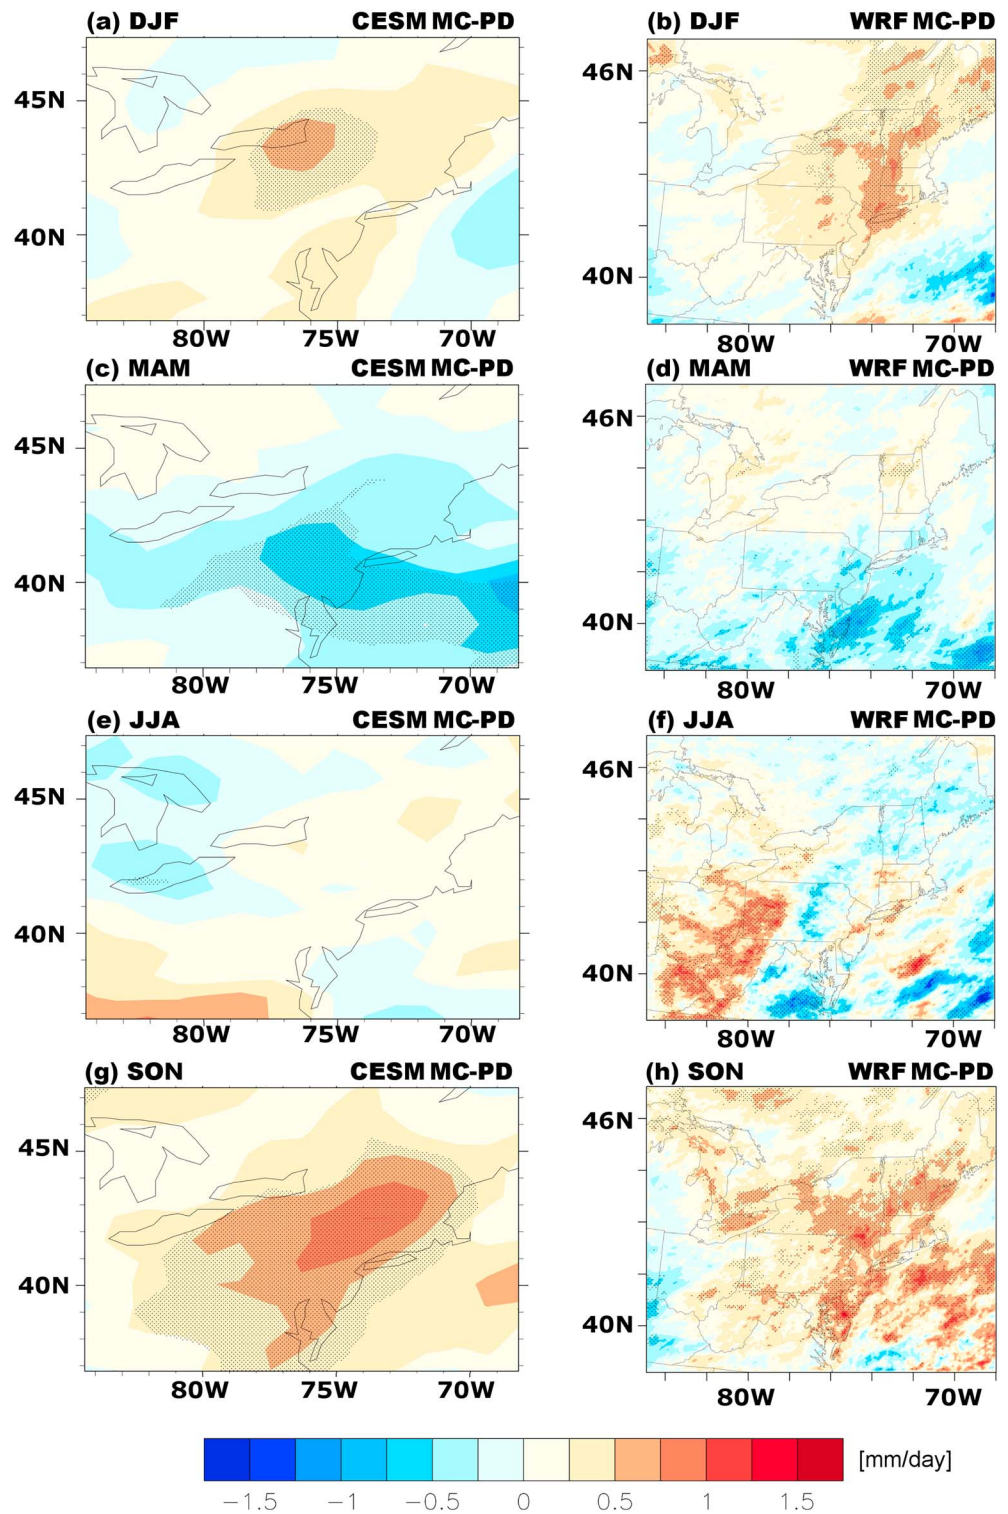 (a) DJF CESM MC-PD (b) DJF WRF MC-PD
46N
45N
40N
40N
80W 75W 70W 80W 70W
(c) MAM CESM MC-PD (d) MAM WRF MC-PD
46N
45N
40N
40N
80W 75W 70W 80W 70W
(e) JJA CESM MC-PD (f) JJA WRF MC-PD
46N
45N
40N
40N
80W 75W 70W 80W 70W
(g) SON CESM MC-PD (h) SON WRF MC-PD
46N
45N
40N
40N
80W 75W 70W 80W 70W
[mm/day]
−1.5 −1 −0.5 0 0.5 1 1.5